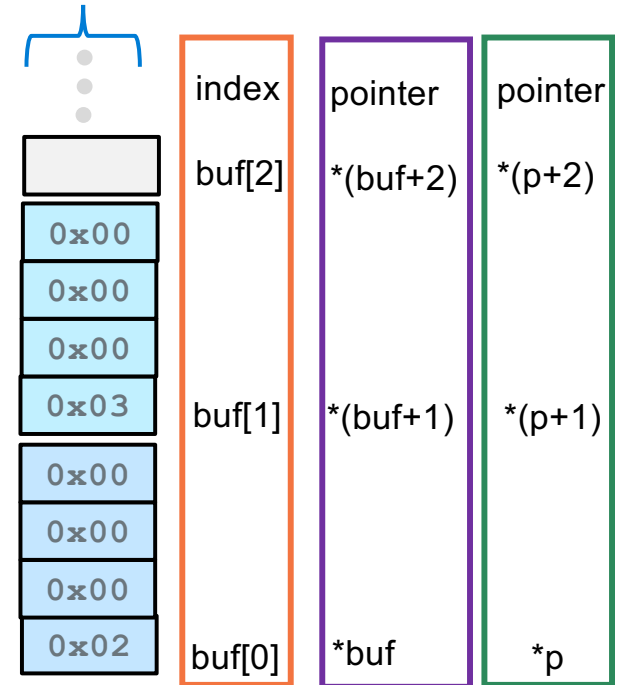 index pointer pointer
buf[2] *(buf+2) *(p+2)
0x00
0x00
0x00
0x03 buf[1] *(buf+1) *(p+1)
0x00
0x00
0x00
0x02 buf[0] *buf *p